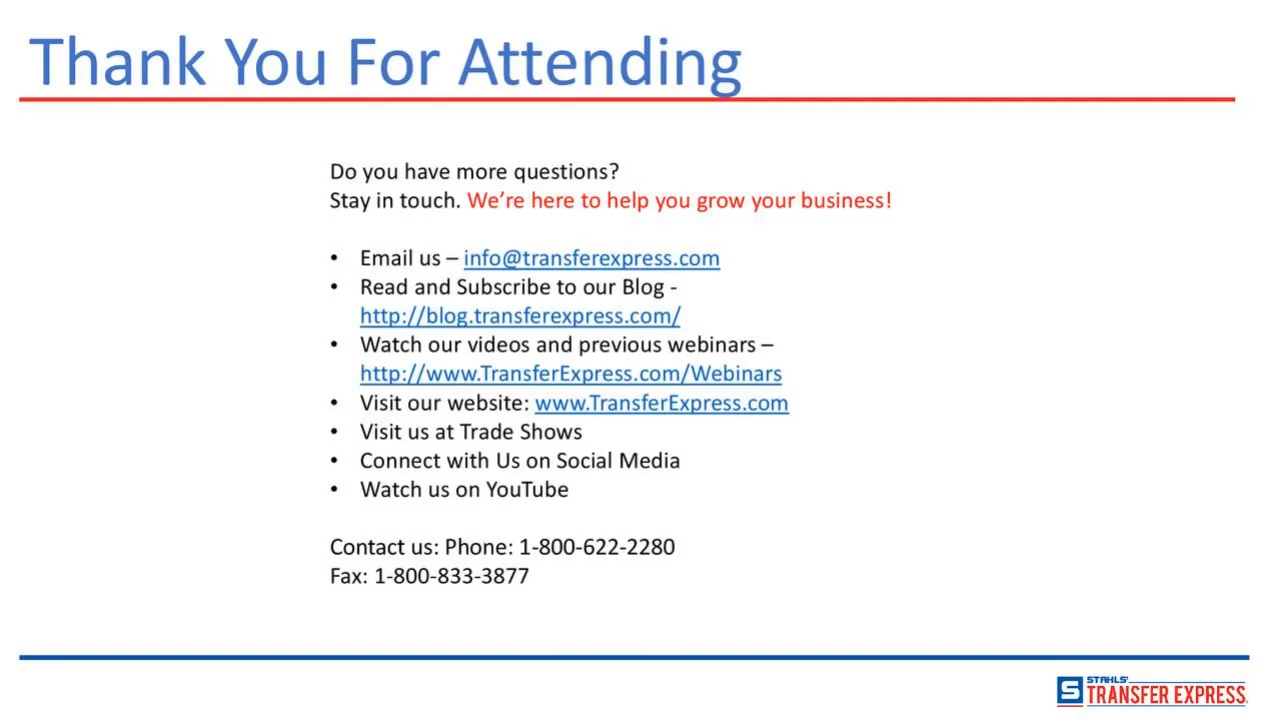 Thank You For Attending
Do you have more questions?
Stay in touch. We're here to help you grow your business!
• Email us – info@transferexpress.com
• Read and Subscribe to our Blog -
http://blog.transferexpress.com/
• Watch our videos and previous webinars –
http://www.TransferExpress.com/Webinars
• Visit our website: www.TransferExpress.com
• Visit us at Trade Shows
• Connect with Us on Social Media
• Watch us on YouTube
Contact us: Phone: 1-800-622-2280
Fax: 1-800-833-3877
S STAHLS'
TRANSFER EXPRESS.